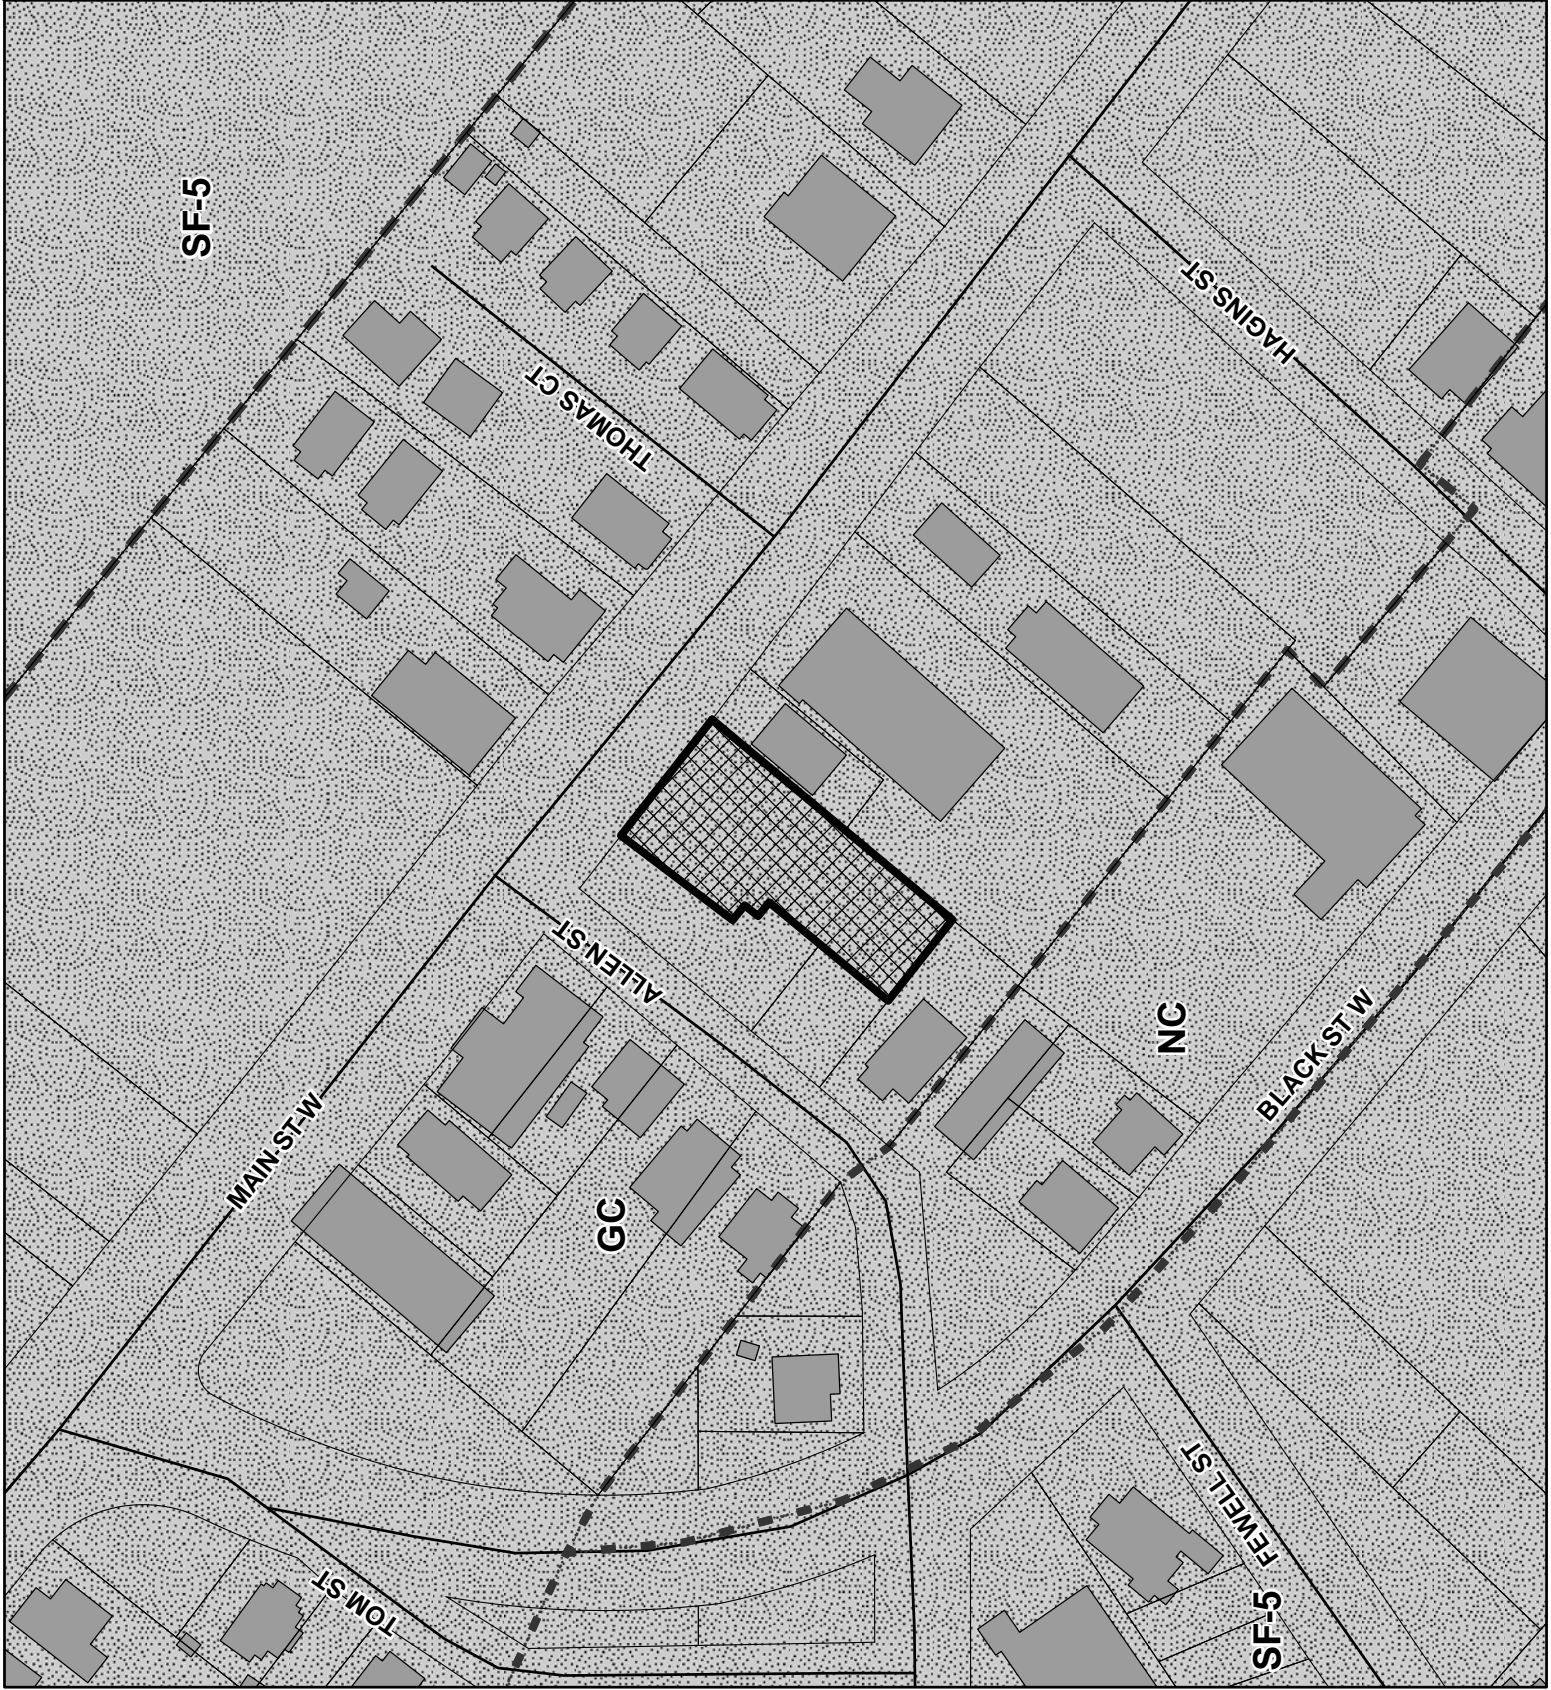 SF-5
THOMAS CT
HAGINS ST
MAIN ST W
ALLEN ST
GC
NC
BLACK ST W
TOM ST
FEWELL ST
SF-5